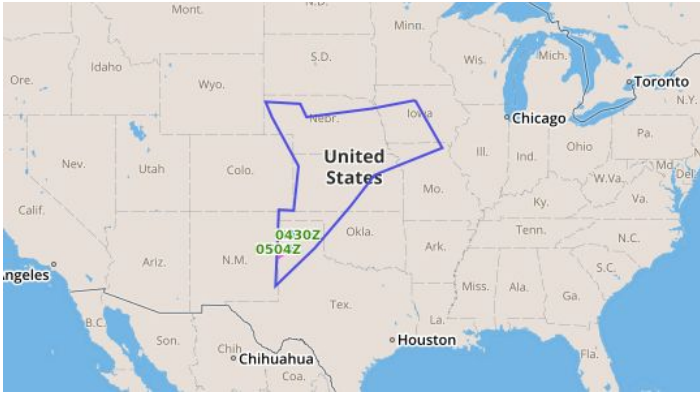 Mont.
N.D.
Minn.
Ore.
Idaho
Wyo.
S.D.
Wis.
Mich.
Toronto
N.Y.
Nebr.
Iowa
Chicago
Nev.
Utah
Colo.
United
States
Ill.
Ind.
Ohio
Pa.
Md.
Del.
W.Va.
Va.
Calif.
Mo.
Ky.
0430Z
0504Z
Okla.
Tenn.
N.C.
Angeles
Ariz.
N.M.
Ark.
S.C.
Miss.
Ala.
Ga.
Tex.
La.
B.C.
Son.
Chih.
Chihuahua
Houston
Coa.
Fla.